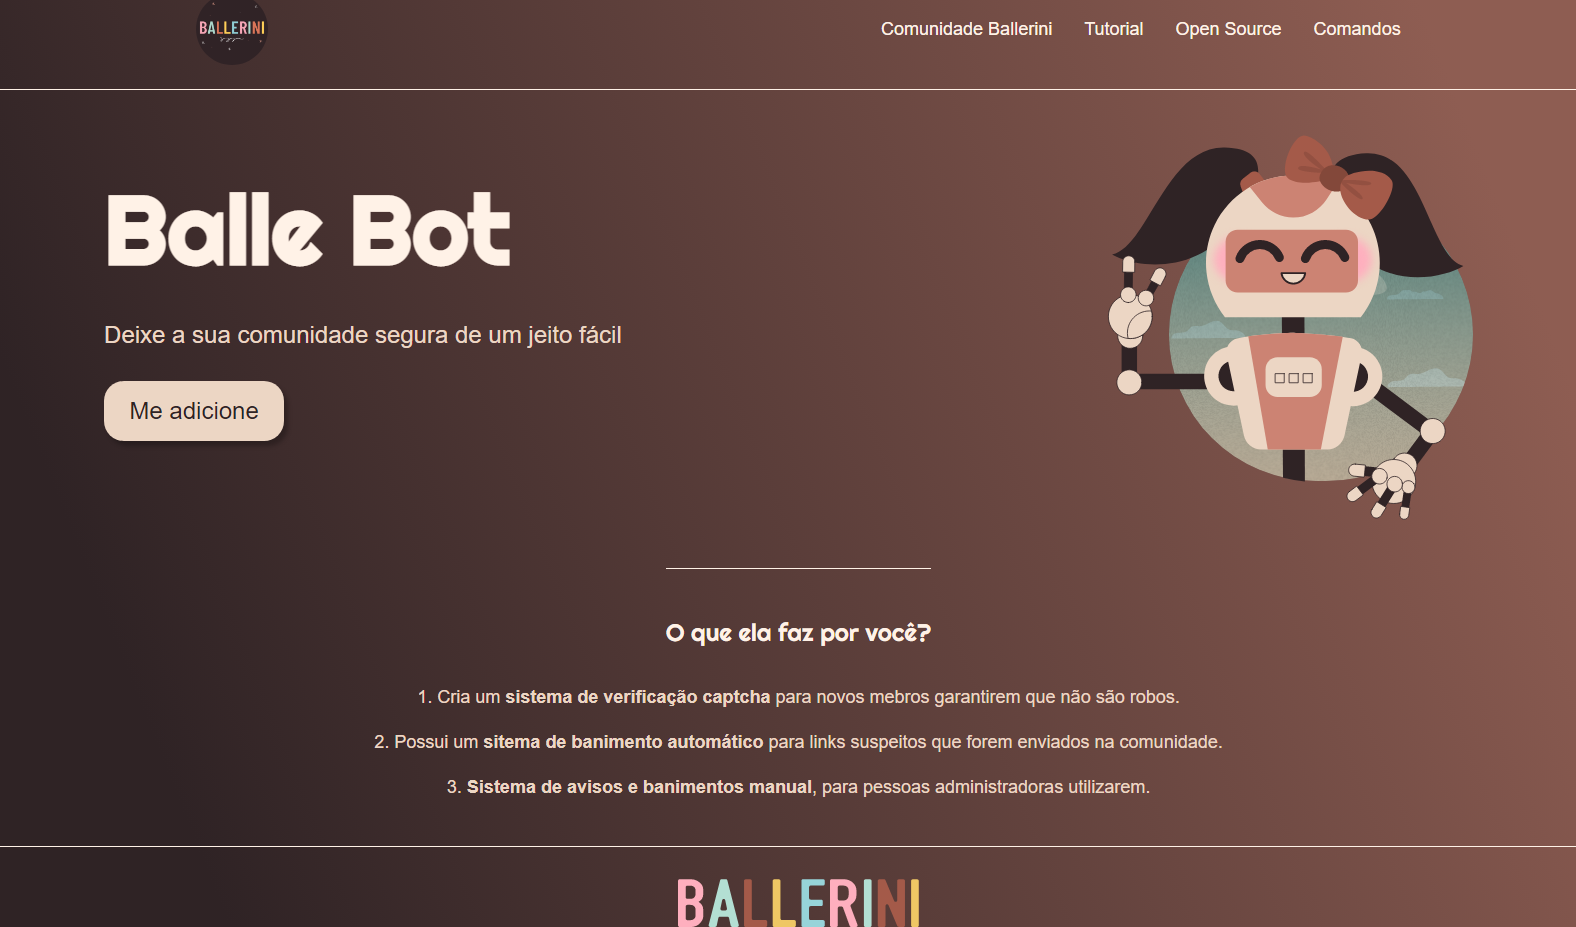 BALLERINI
Comunidade Ballerini Tutorial Open Source Comandos
Balle Bot
Deixe a sua comunidade segura de um jeito fácil
Me adicione
O que ela faz por você?
1. Cria um sistema de verificação captcha para novos mebros garantirem que não são robos.
2. Possui um sitema de banimento automático para links suspeitos que forem enviados na comunidade.
3. Sistema de avisos e banimentos manual, para pessoas administradoras utilizarem.
BALLERINI